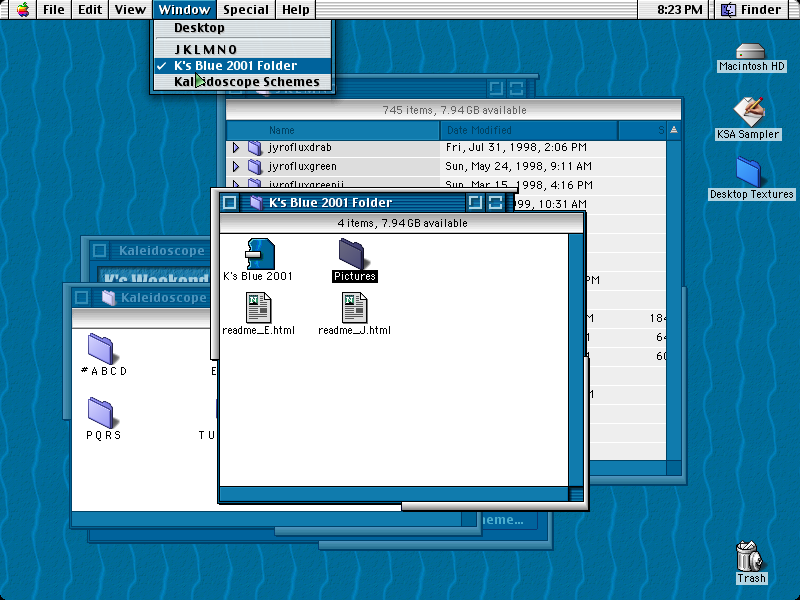 File Edit View Window Special Help 8:23 PM Finder
Desktop
J K L M N O
✓ K's Blue 2001 Folder
Kaleidoscope Schemes
Macintosh HD
KSA Sampler
Desktop Textures
Trash
745 items, 7.94 GB available
Name Date Modified S
jyrofluxdrab Fri, Jul 31, 1998, 2:06 PM
jyrofluxgreen Sun, May 24, 1998, 9:11 AM
jyrofluxgreenii Sun, Mar 15, 1998, 4:16 PM
999, 10:31 AM
PM
M 184
M 64
M 60
M
K's Blue 2001 Folder
4 items, 7.94 GB available
K's Blue 2001
Pictures
readme_E.html
readme_J.html
Kaleidoscope
K's Weekend
Kaleidoscope
# A B C D
E
P Q R S
T U
heme...